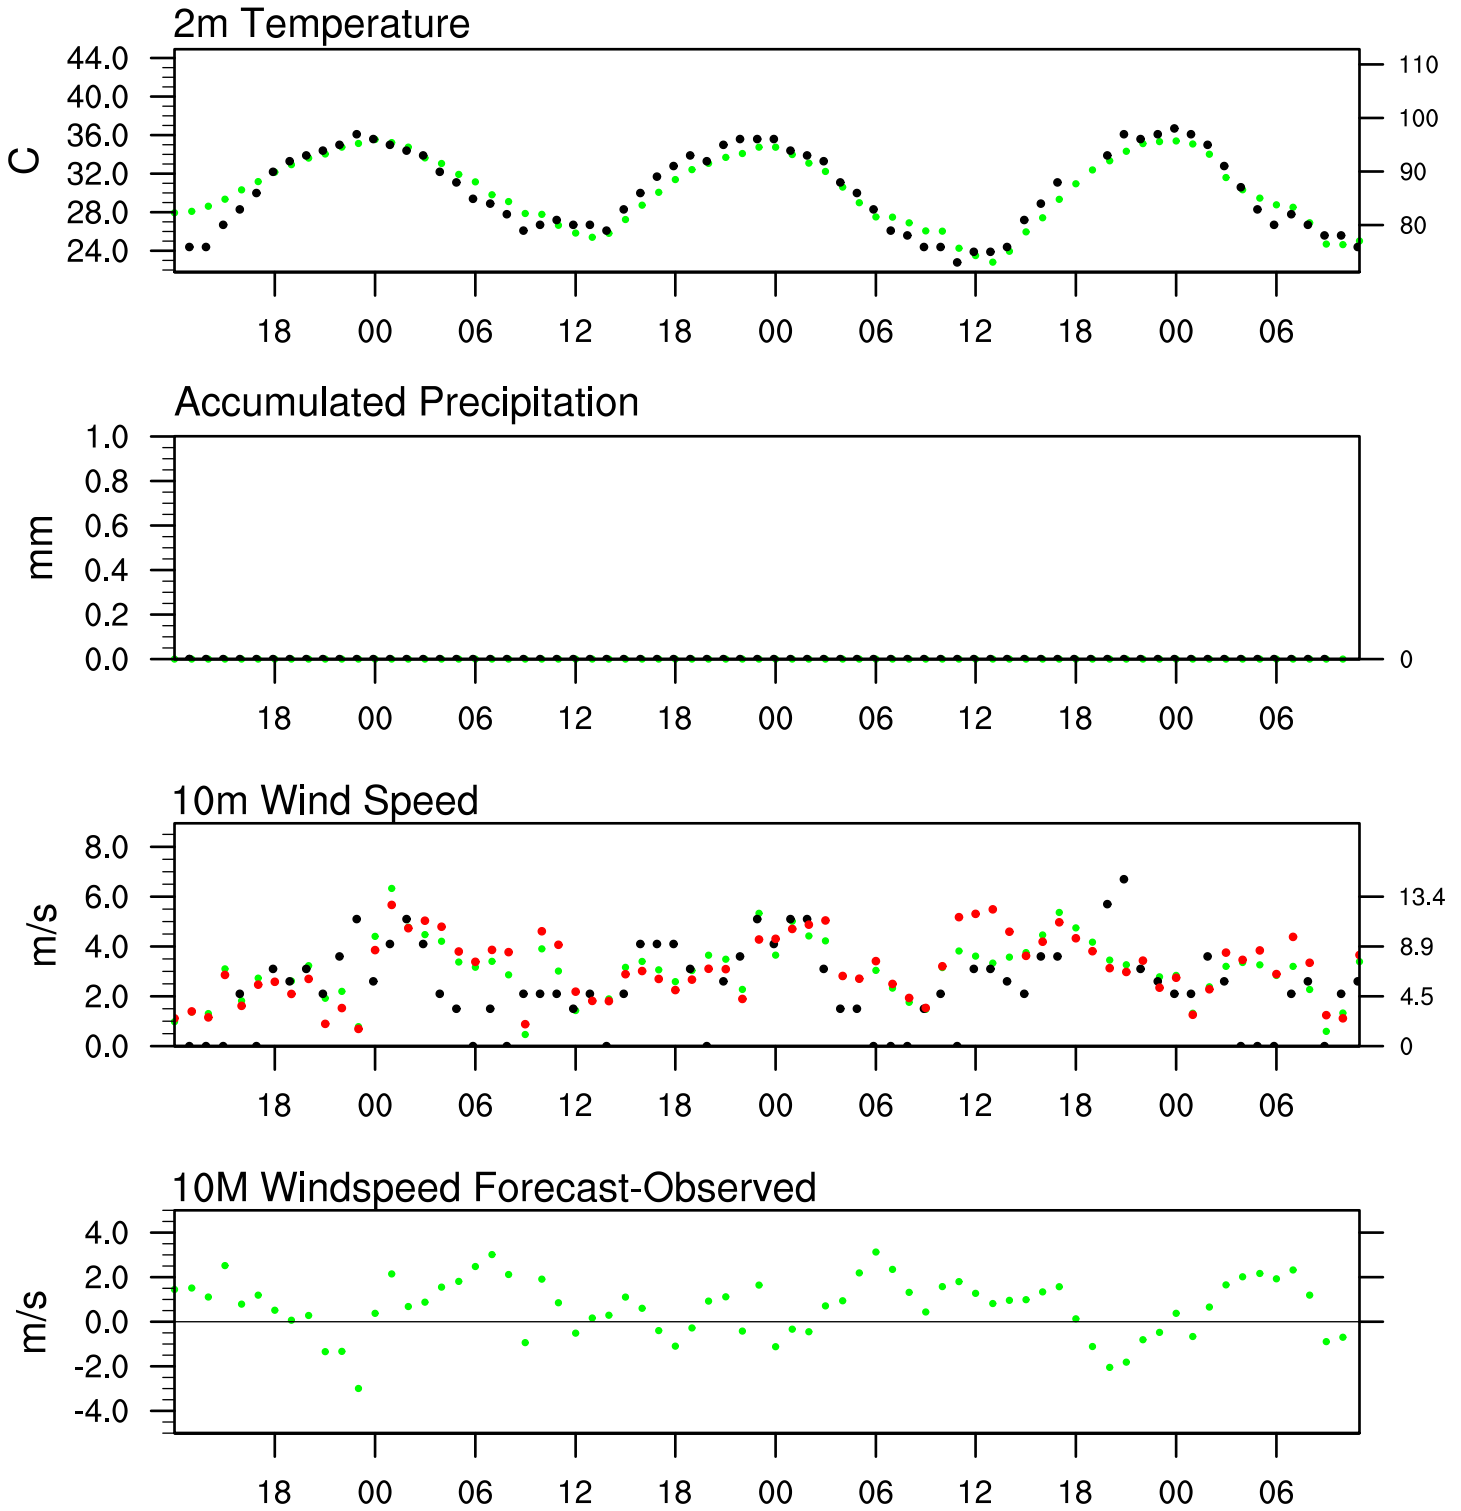 2m Temperature
44.0
40.0
36.0
32.0
28.0
24.0
C
110
100
90
80
18 00 06 12 18 00 06 12 18 00 06
Accumulated Precipitation
1.0
0.8
0.6
0.4
0.2
0.0
mm
0
18 00 06 12 18 00 06 12 18 00 06
10m Wind Speed
8.0
6.0
4.0
2.0
0.0
m/s
13.4
8.9
4.5
0
18 00 06 12 18 00 06 12 18 00 06
10M Windspeed Forecast-Observed
4.0
2.0
0.0
-2.0
-4.0
m/s
18 00 06 12 18 00 06 12 18 00 06